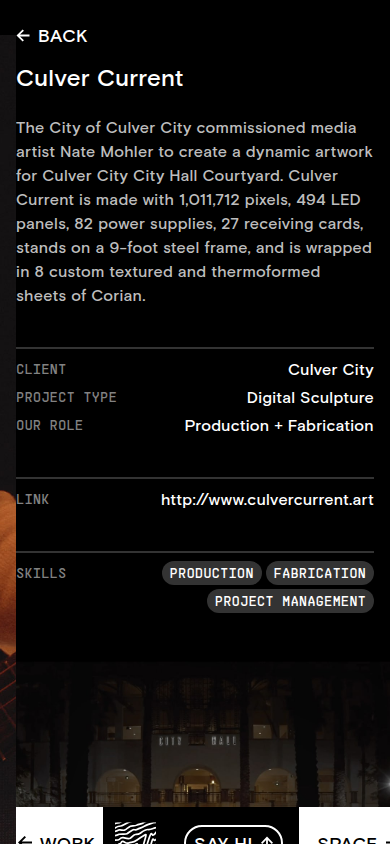 ← BACK
Culver Current
The City of Culver City commissioned media
artist Nate Mohler to create a dynamic artwork
for Culver City City Hall Courtyard. Culver
Current is made with 1,011,712 pixels, 494 LED
panels, 82 power supplies, 27 receiving cards,
stands on a 9-foot steel frame, and is wrapped
in 8 custom textured and thermoformed
sheets of Corian.
CLIENT Culver City
PROJECT TYPE Digital Sculpture
OUR ROLE Production + Fabrication
LINK http://www.culvercurrent.art
SKILLS PRODUCTION FABRICATION
PROJECT MANAGEMENT
← WORK SAY HI ↑ SPACE